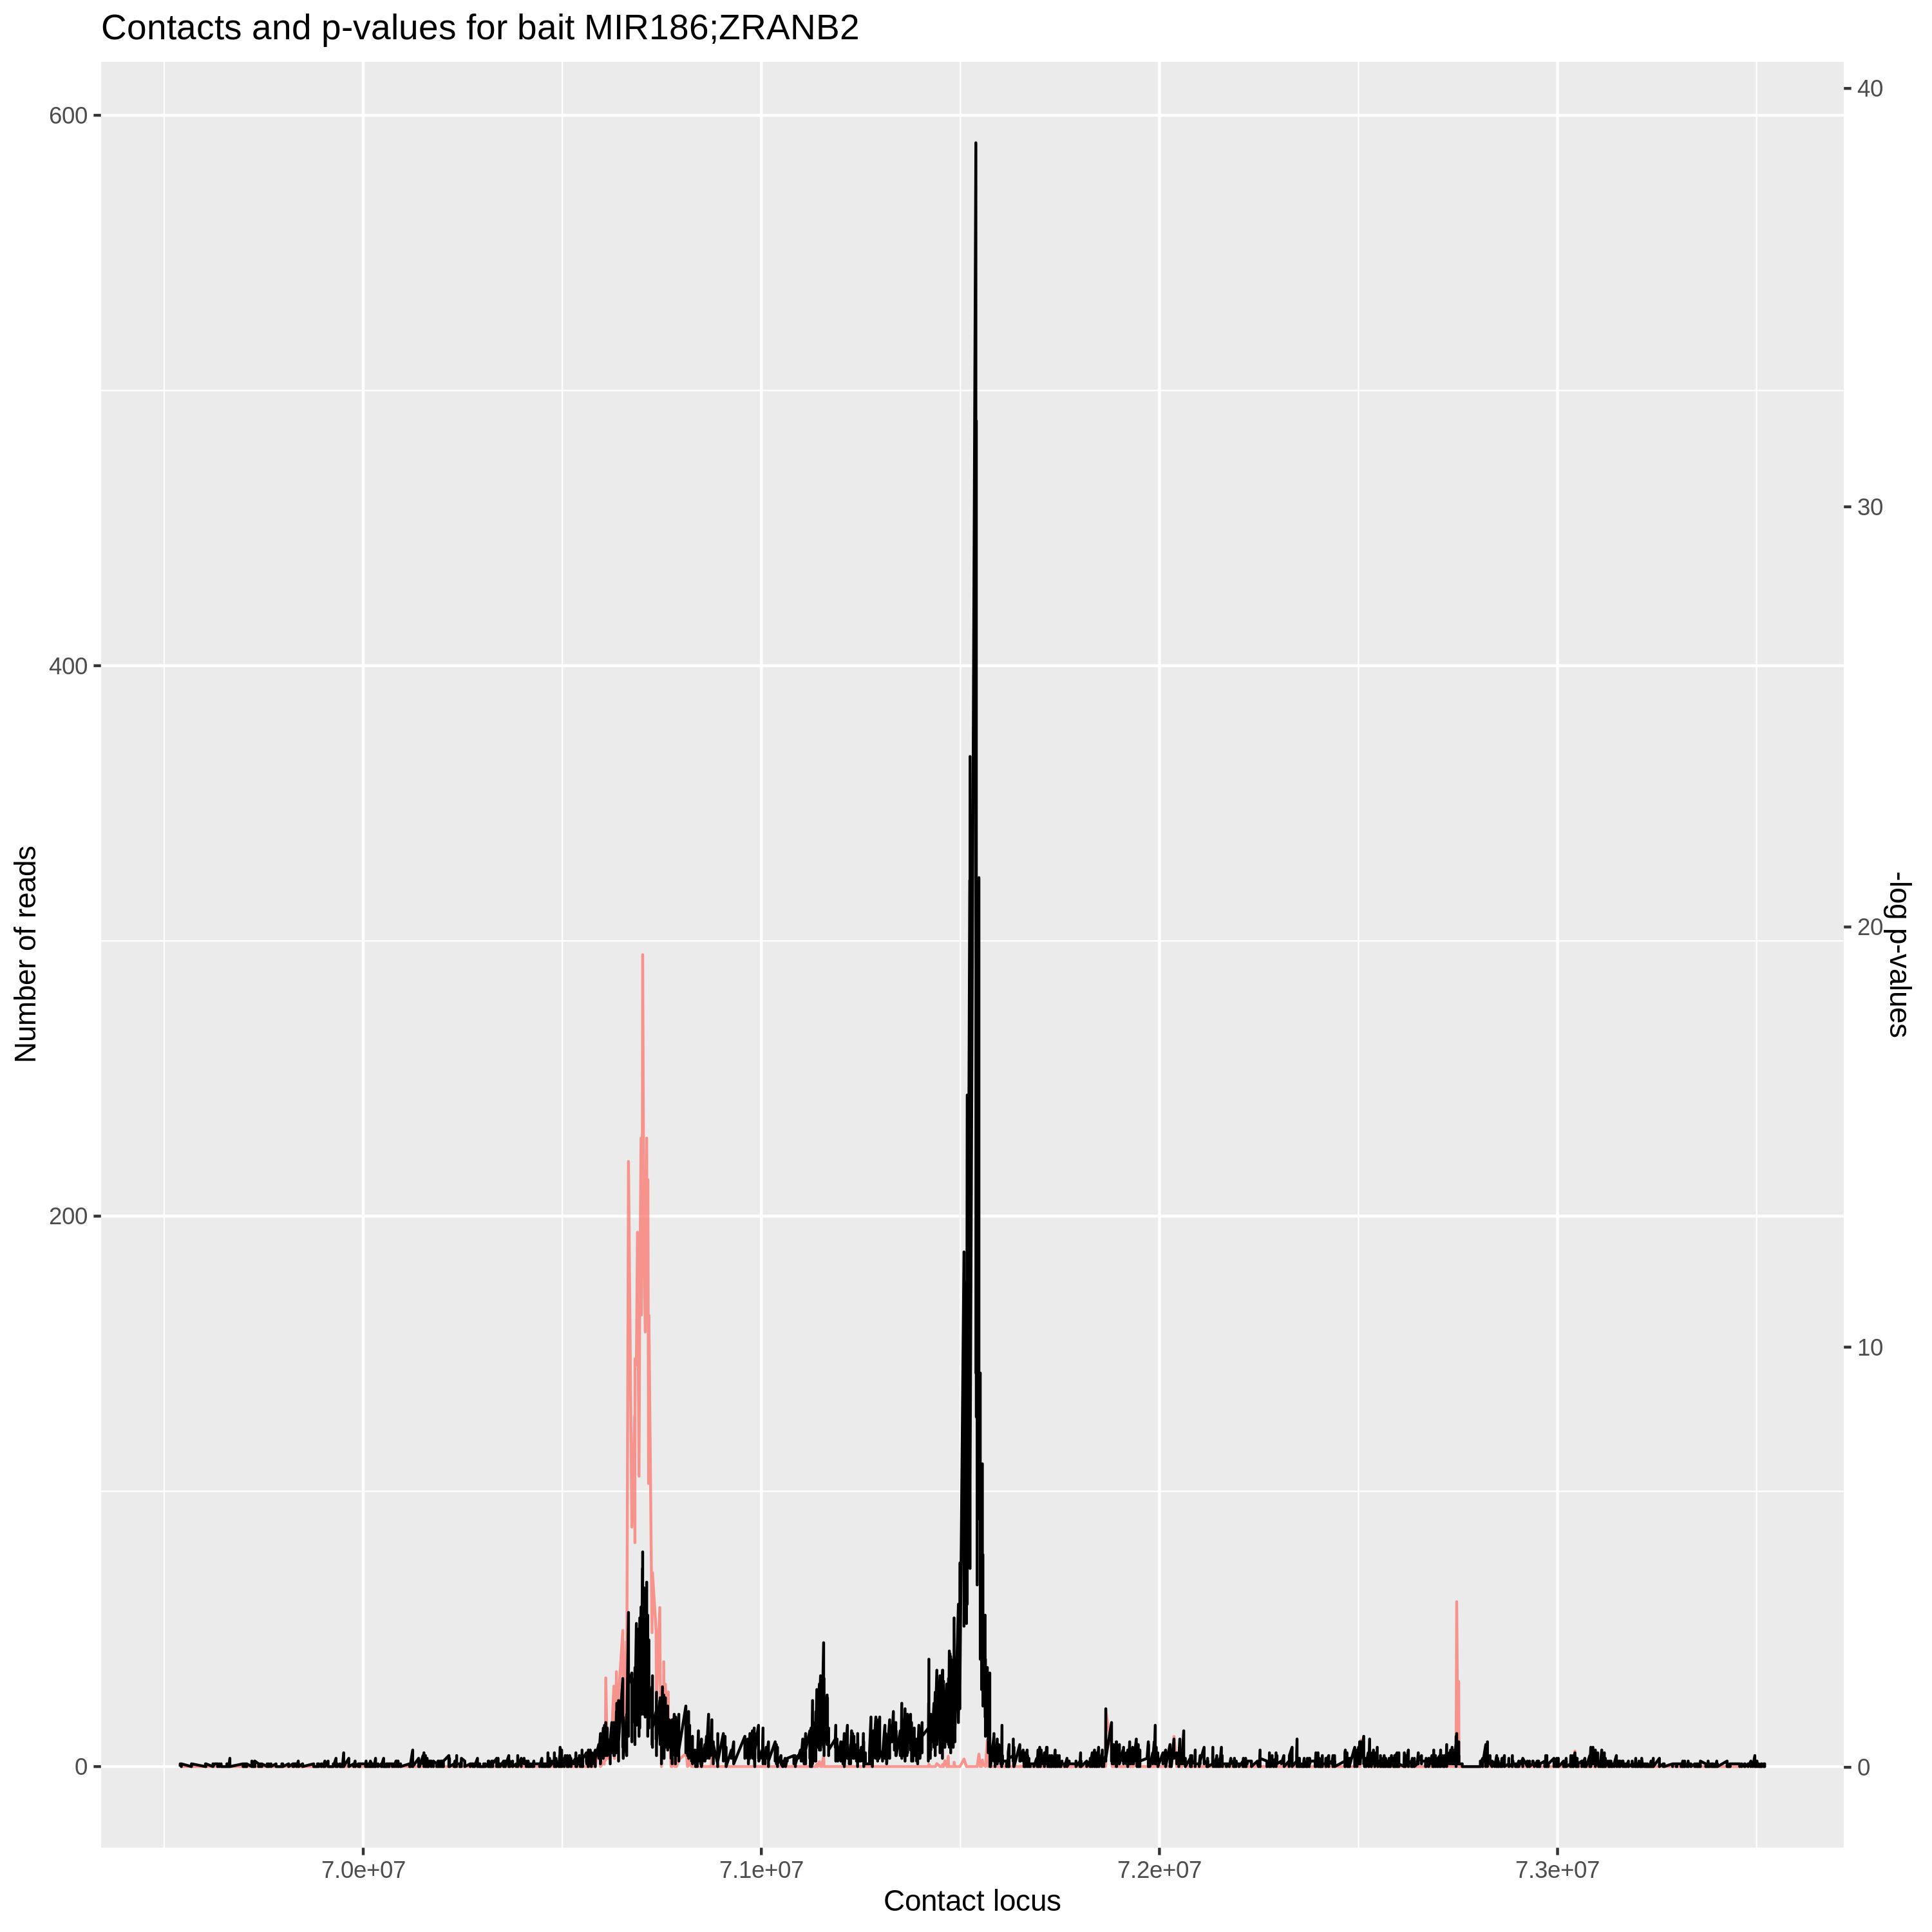 Contacts and p-values for bait MIR186;ZRANB2
600
400
200
0
Number of reads
40
30
20
10
0
-log p-values
7.0e+07 7.1e+07 7.2e+07 7.3e+07
Contact locus